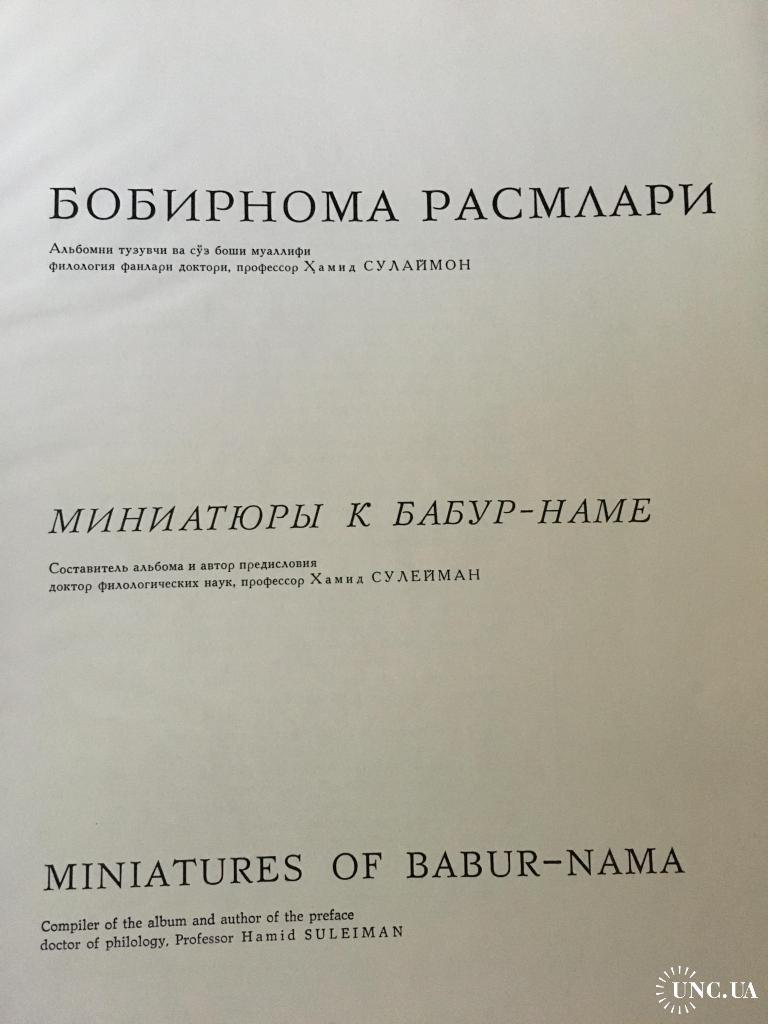 БОБИРНОМА РАСМЛАРИ
Альбомни тузувчи ва сўз боши муаллифи
филология фанлари доктори, профессор Ҳамид СУЛАЙМОН
МИНИАТЮРЫ К БАБУР-НАМЕ
Составитель альбома и автор предисловия
доктор филологических наук, профессор Хамид СУЛЕЙМАН
MINIATURES OF BABUR-NAMA
Compiler of the album and author of the preface
doctor of philology, Professor Hamid SULEIMAN
UNC.UA